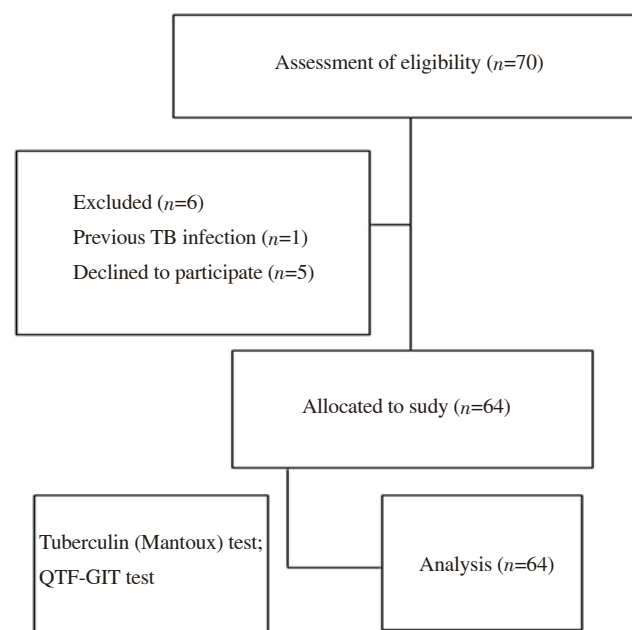 Assessment of eligibility (n=70)
Excluded (n=6)
Previous TB infection (n=1)
Declined to participate (n=5)
Allocated to sudy (n=64)
Tuberculin (Mantoux) test;
QTF-GIT test
Analysis (n=64)